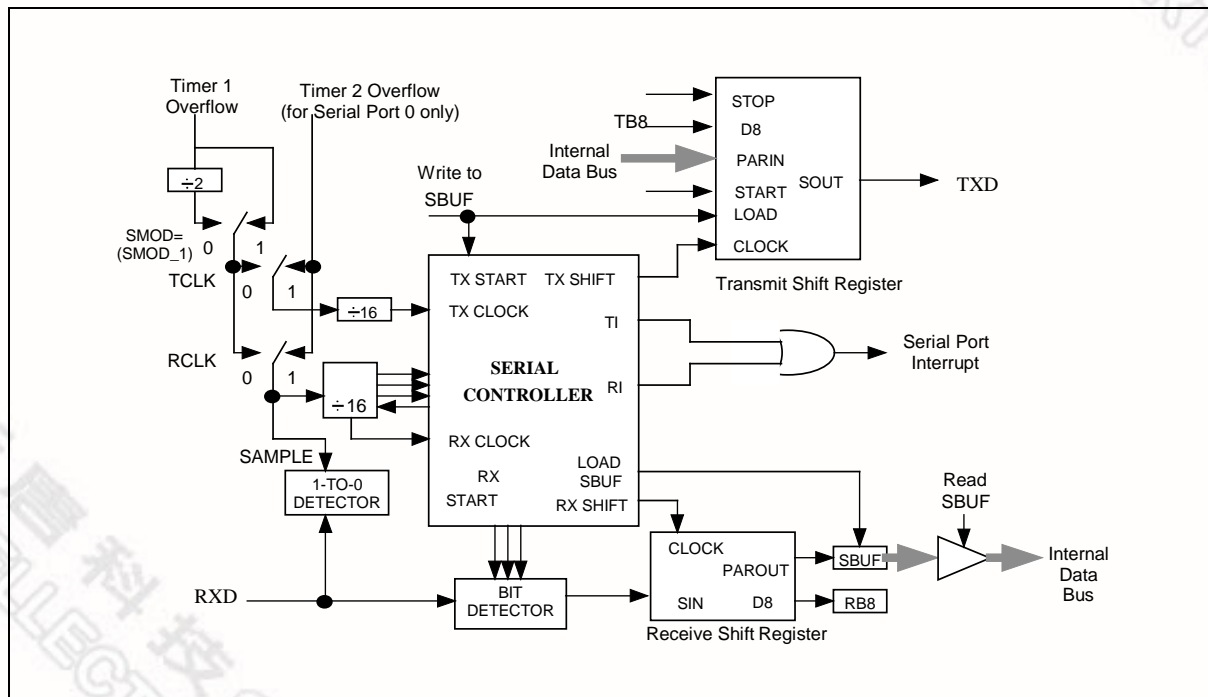 Timer 1
Overflow
Timer 2 Overflow
(for Serial Port 0 only)
÷2
SMOD=
(SMOD_1)
0
1
TCLK
0
1
÷16
RCLK
0
1
÷16
SAMPLE
1-TO-0
DETECTOR
RXD
Write to
SBUF
TX START
TX SHIFT
TX CLOCK
TI
SERIAL
CONTROLLER
RI
RX CLOCK
LOAD
SBUF
RX
START
RX SHIFT
BIT
DETECTOR
TB8
Internal
Data Bus
STOP
D8
PARIN
START
SOUT
LOAD
CLOCK
TXD
Transmit Shift Register
Serial Port
Interrupt
CLOCK
PAROUT
SIN
D8
Receive Shift Register
SBUF
RB8
Read
SBUF
Internal
Data
Bus
科技